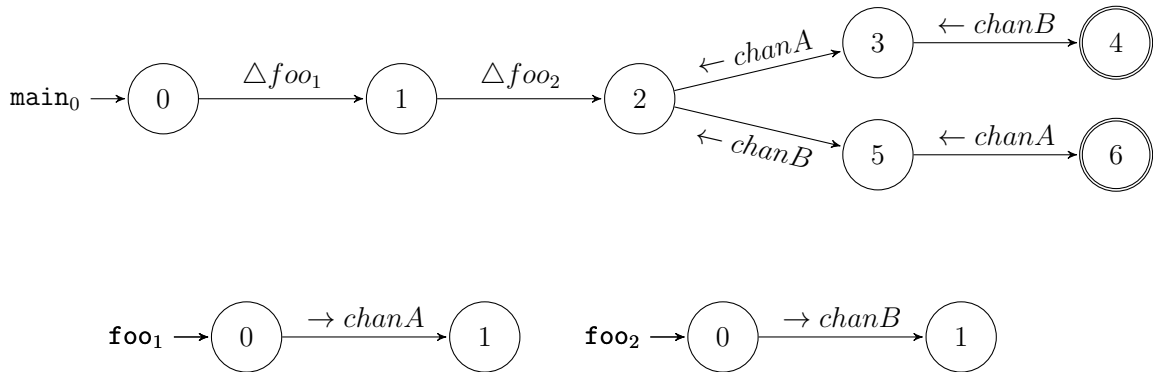 ← chanA
3
← chanB
4
main₀
0
△foo₁
1
△foo₂
2
← chanB
5
← chanA
6
foo₁
0
→ chanA
1
foo₂
0
→ chanB
1